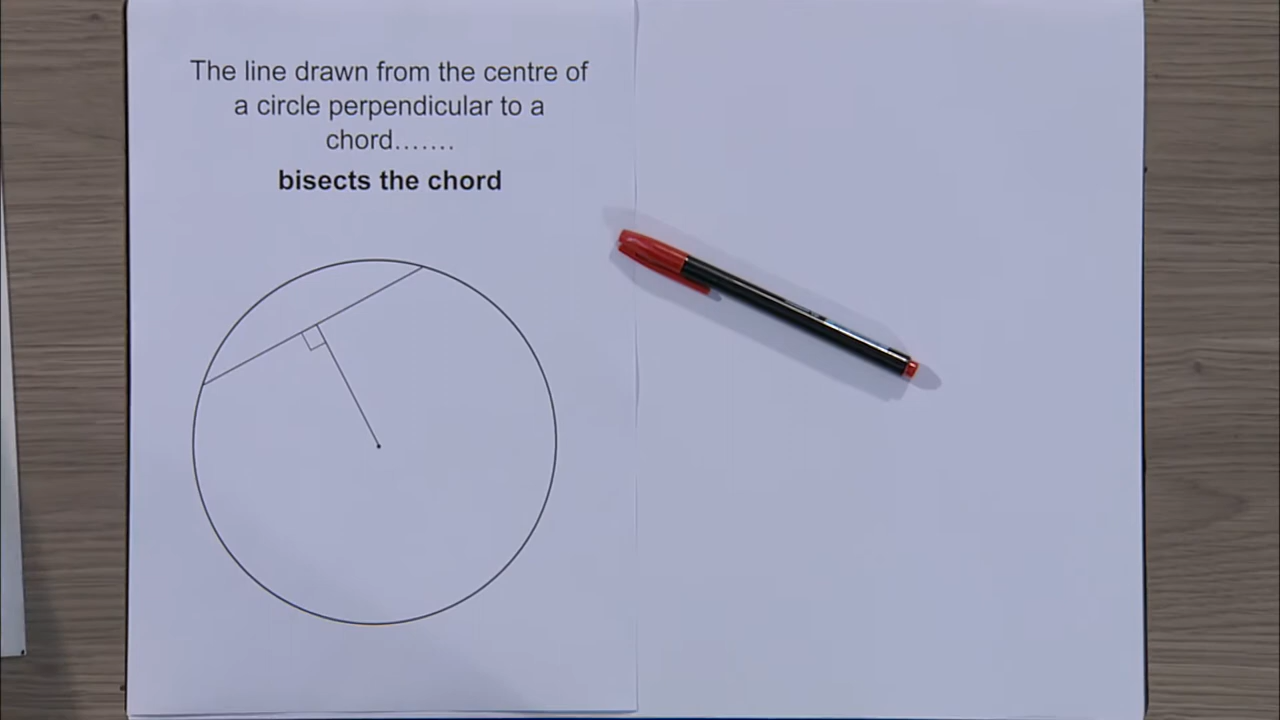 The line drawn from the centre of
a circle perpendicular to a
chord.......
bisects the chord